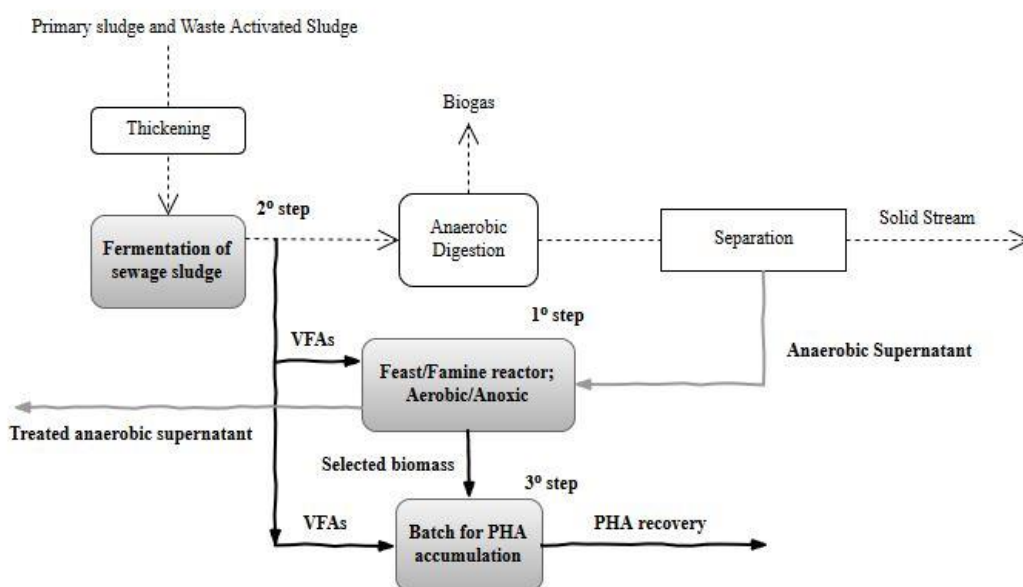 Primary sludge and Waste Activated Sludge
Thickening
Biogas
2º step
Fermentation of
sewage sludge
Anaerobic
Digestion
Separation
Solid Stream
1º step
VFAs
Anaerobic Supernatant
Feast/Famine reactor;
Aerobic/Anoxic
Treated anaerobic supernatant
Selected biomass
3º step
VFAs
Batch for PHA
accumulation
PHA recovery